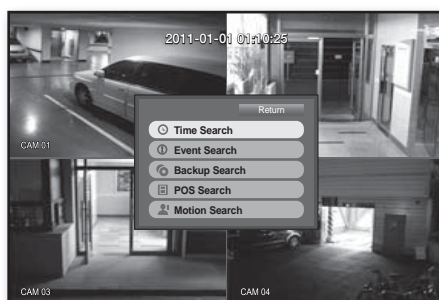 2011-01-01 01:10:25
Return
Time Search
Event Search
Backup Search
POS Search
Motion Search
CAM 01
CAM 03
CAM 04